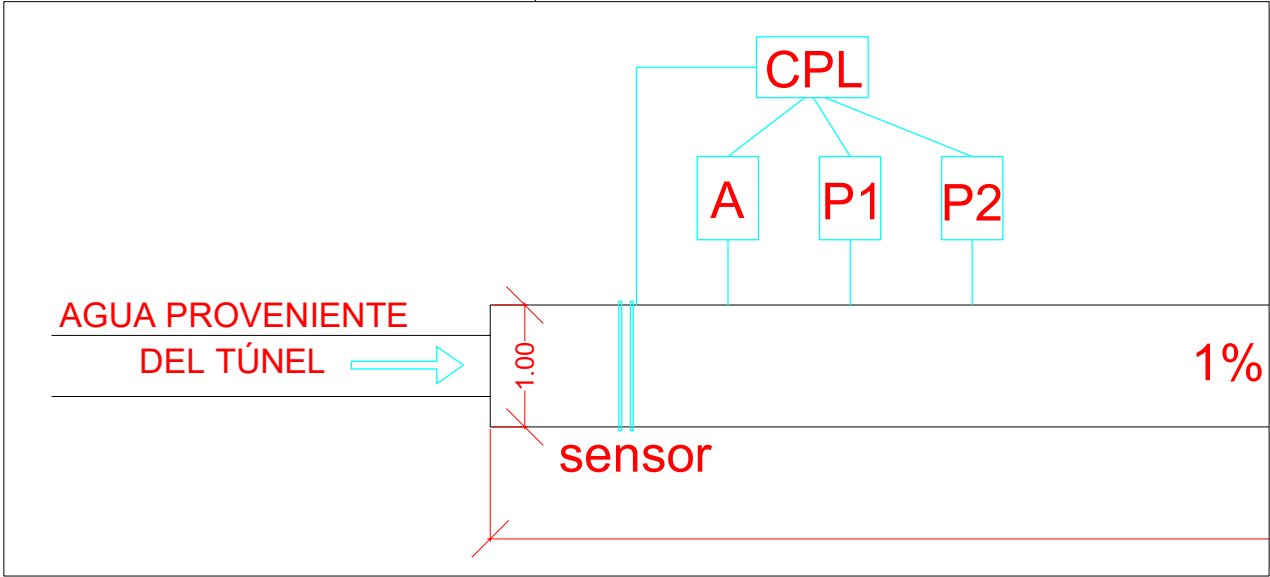 CPL
A
P1
P2
AGUA PROVENIENTE
DEL TÚNEL
1.00
1%
sensor